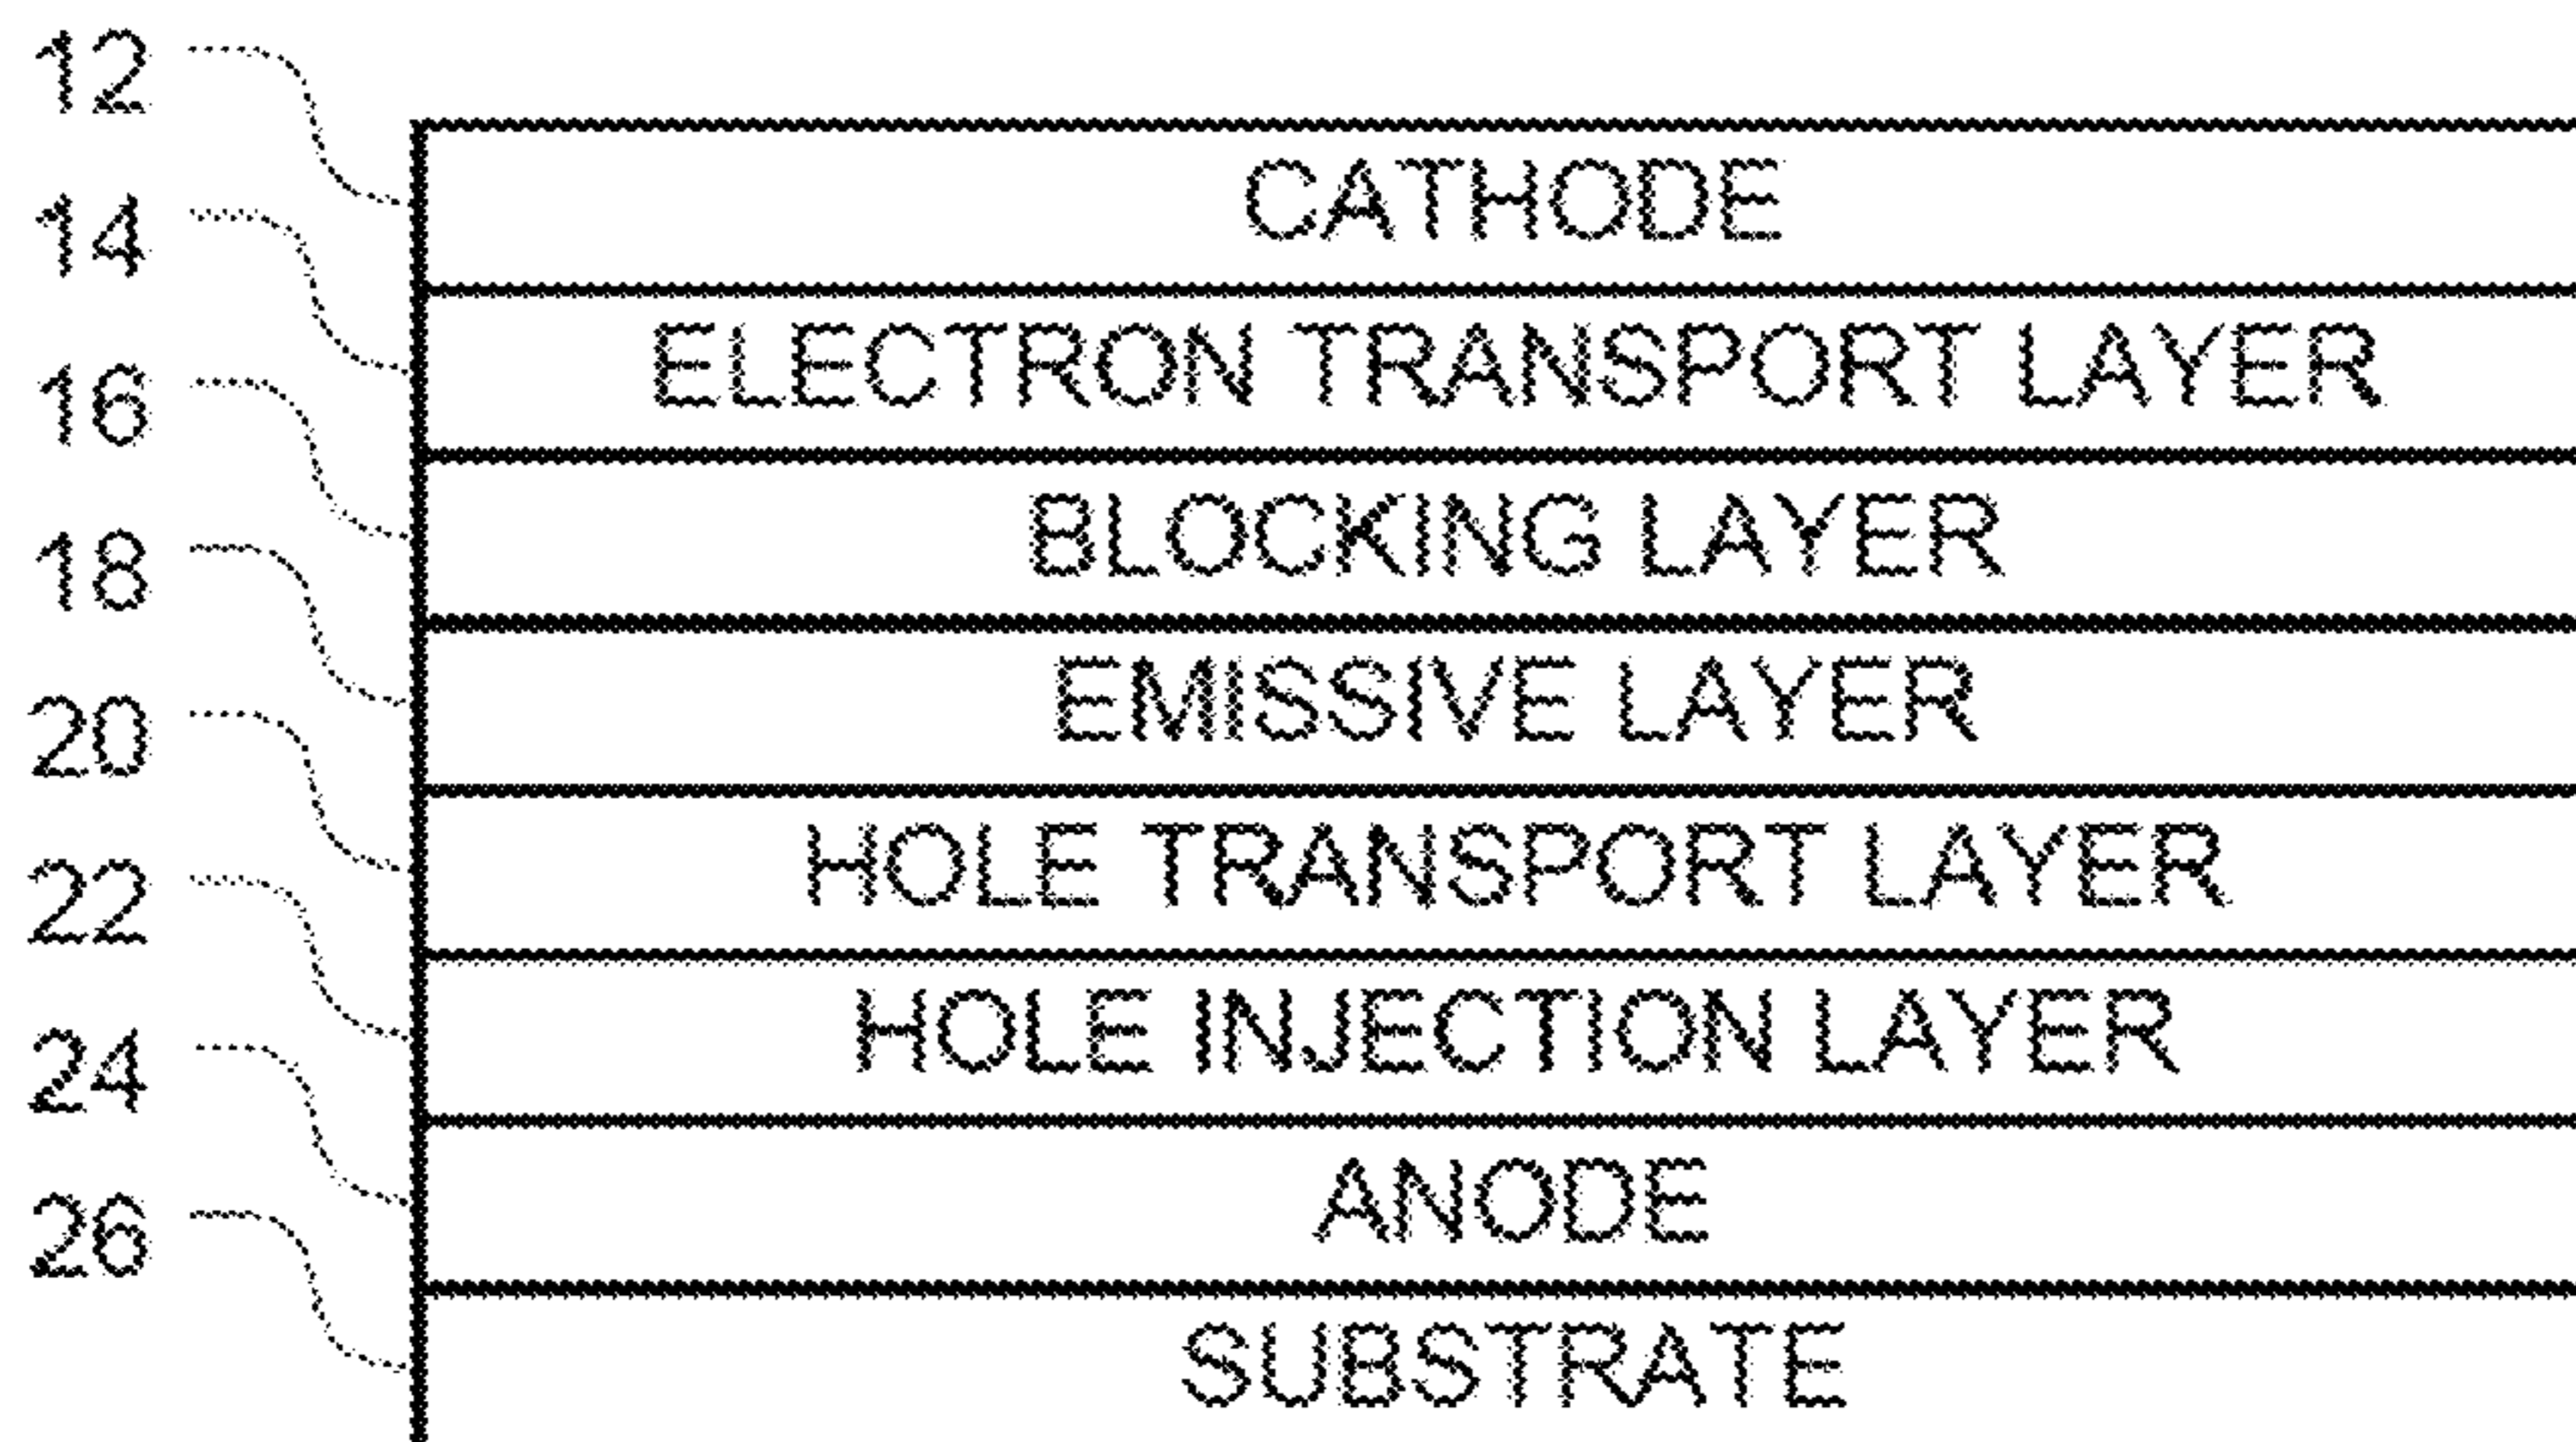 12
CATHODE
14
ELECTRON TRANSPORT LAYER
16
BLOCKING LAYER
18
EMISSIVE LAYER
20
HOLE TRANSPORT LAYER
22
HOLE INJECTION LAYER
24
ANODE
26
SUBSTRATE